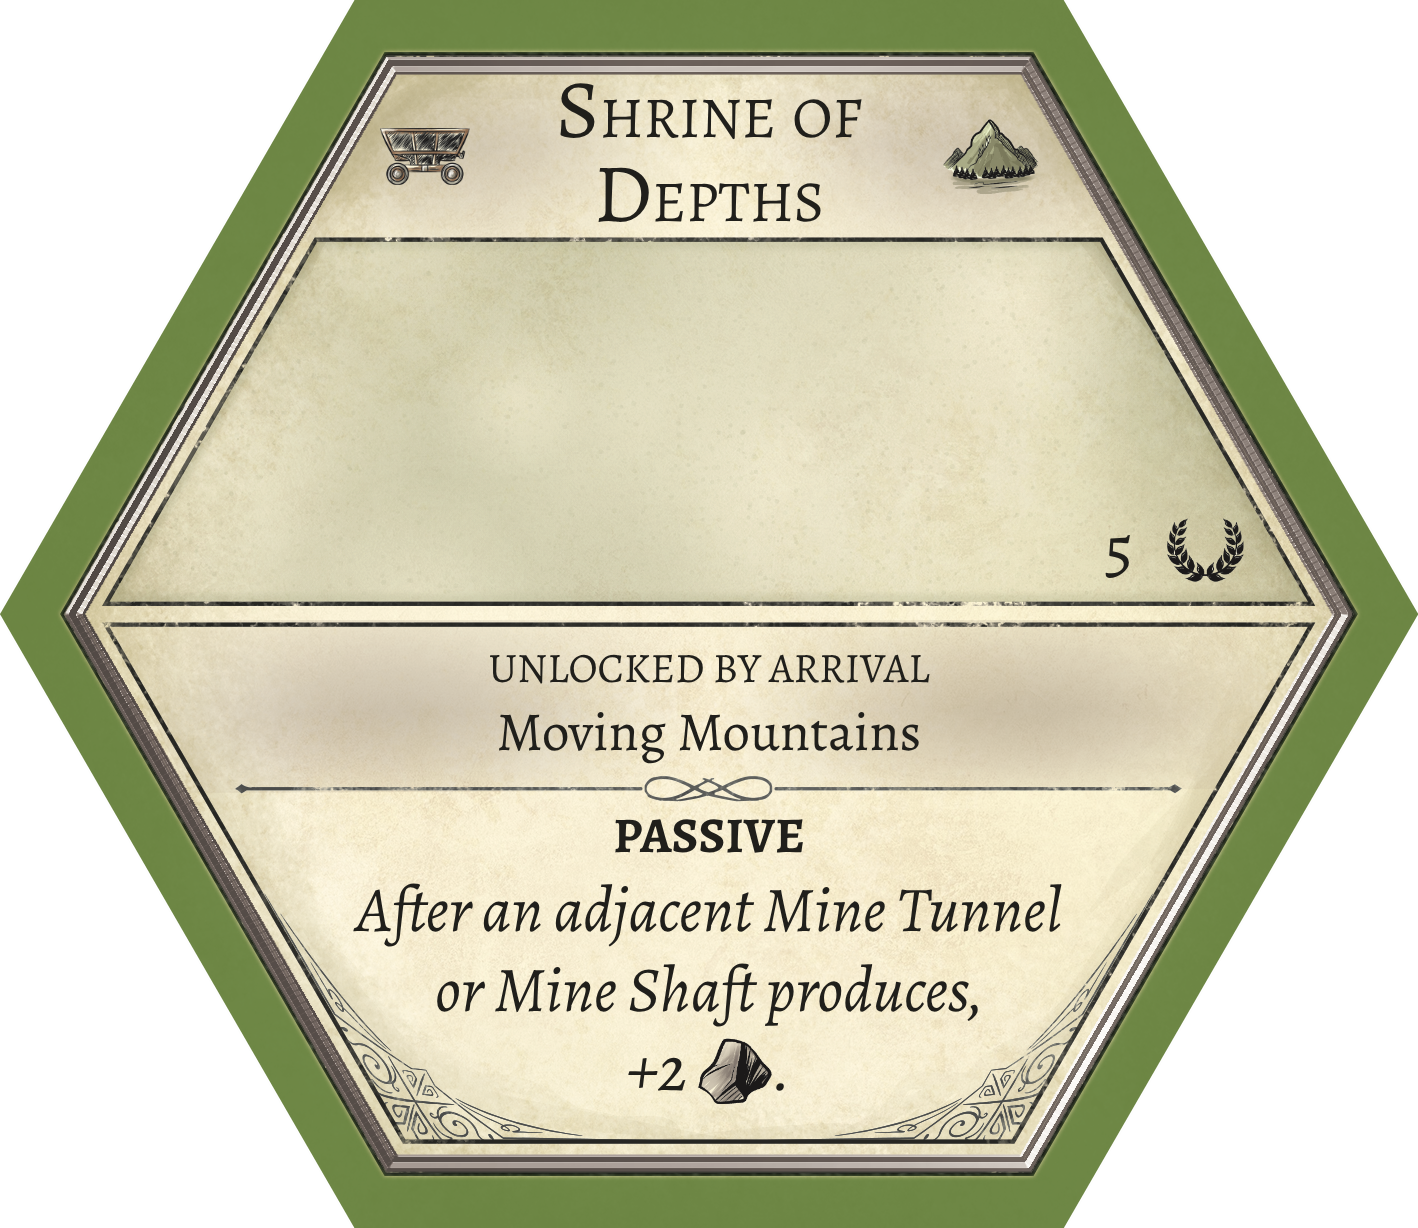 Shrine of
Depths
5
UNLOCKED BY ARRIVAL
Moving Mountains
PASSIVE
After an adjacent Mine Tunnel
or Mine Shaft produces,
+2 .